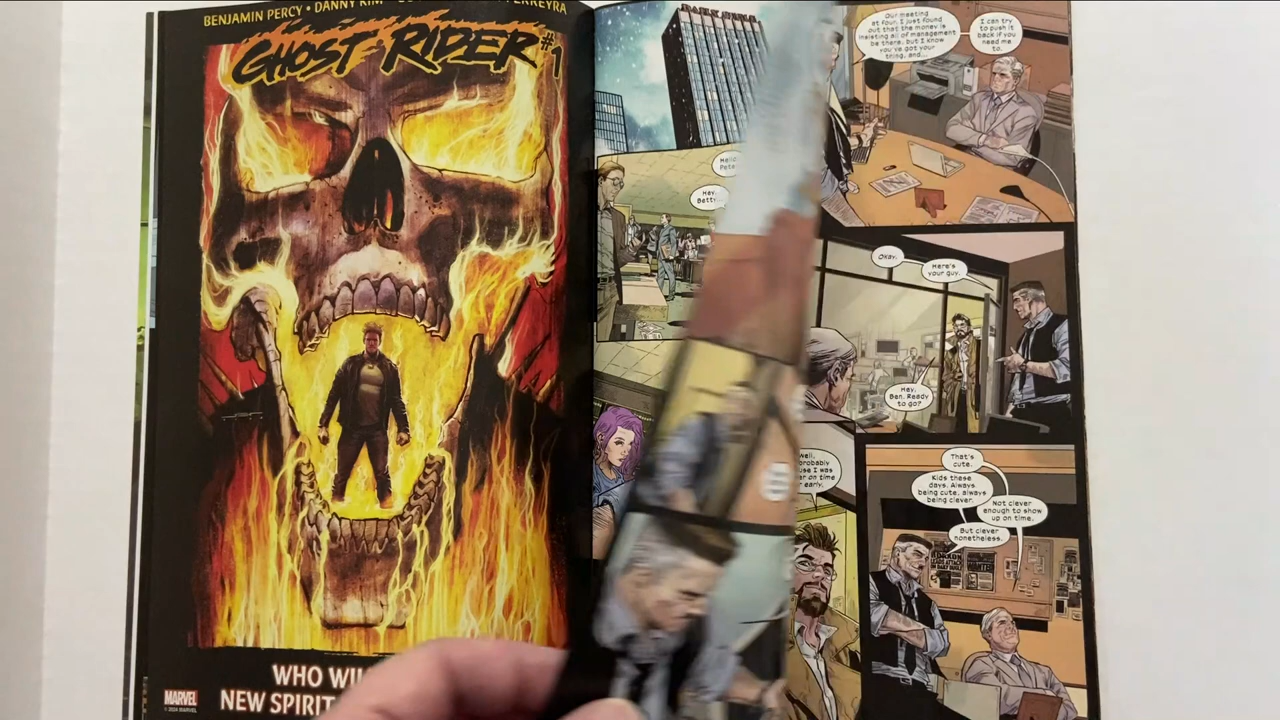 BENJAMIN PERCY • DANNY KIM
GHOST RIDER #1
WHO WIL
NEW SPIRIT
MARVEL
© 2024 MARVEL
Hey,
Betty
Our meeting
at four, I just found
out that the money is
insisting all of management
be there, but I know
you've got your
thing, and...
I can try
to push it
back if you
need me
to.
Okay.
Here's
your guy.
Hey,
Ben. Ready
to go?
Well,
probably
use I was
on time
early.
That's
cute.
Kids these
days. Always
being cute, always
being clever.
Not clever
enough to show
up on time.
But clever
nonetheless.